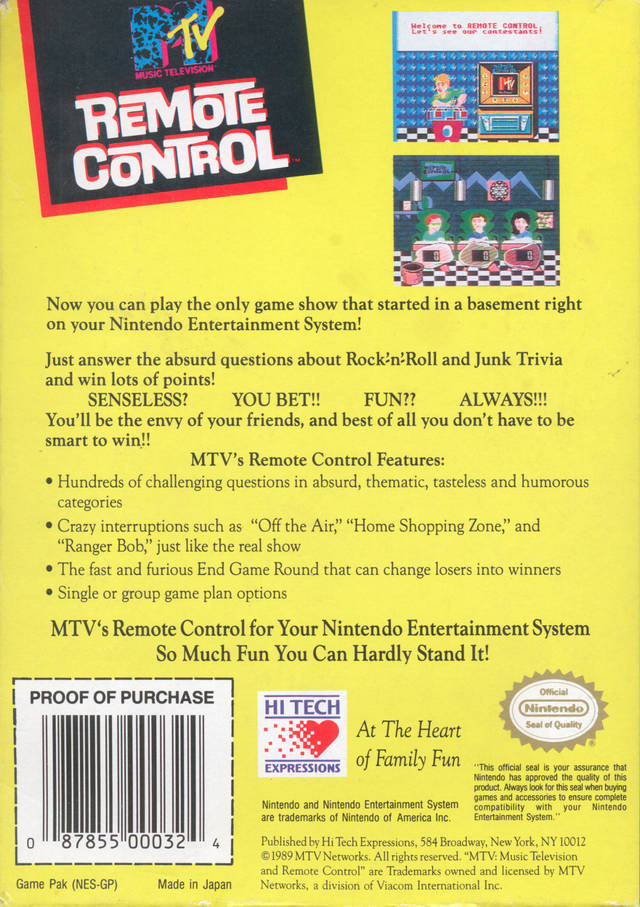 MTV
MUSIC TELEVISION
REMOTE
CONTROL™
Welcome to REMOTE CONTROL.
Let's see our contestants!
Now you can play the only game show that started in a basement right
on your Nintendo Entertainment System!
Just answer the absurd questions about Rock'n'Roll and Junk Trivia
and win lots of points!
SENSELESS? YOU BET!! FUN?? ALWAYS!!!
You'll be the envy of your friends, and best of all you don't have to be
smart to win!!
MTV's Remote Control Features:
• Hundreds of challenging questions in absurd, thematic, tasteless and humorous
categories
• Crazy interruptions such as "Off the Air," "Home Shopping Zone," and
"Ranger Bob," just like the real show
• The fast and furious End Game Round that can change losers into winners
• Single or group game plan options
MTV's Remote Control for Your Nintendo Entertainment System
So Much Fun You Can Hardly Stand It!
PROOF OF PURCHASE
0 87855 00032 4
Game Pak (NES-GP) Made in Japan
HI TECH
EXPRESSIONS
At The Heart
of Family Fun
Official
Nintendo
Seal of Quality
"This official seal is your assurance that
Nintendo has approved the quality of this
product. Always look for this seal when buying
games and accessories to ensure complete
compatibility with your Nintendo
Entertainment System."
Nintendo and Nintendo Entertainment System
are trademarks of Nintendo of America Inc.
Published by Hi Tech Expressions, 584 Broadway, New York, NY 10012
©1989 MTV Networks. All rights reserved. "MTV: Music Television
and Remote Control" are Trademarks owned and licensed by MTV
Networks, a division of Viacom International Inc.